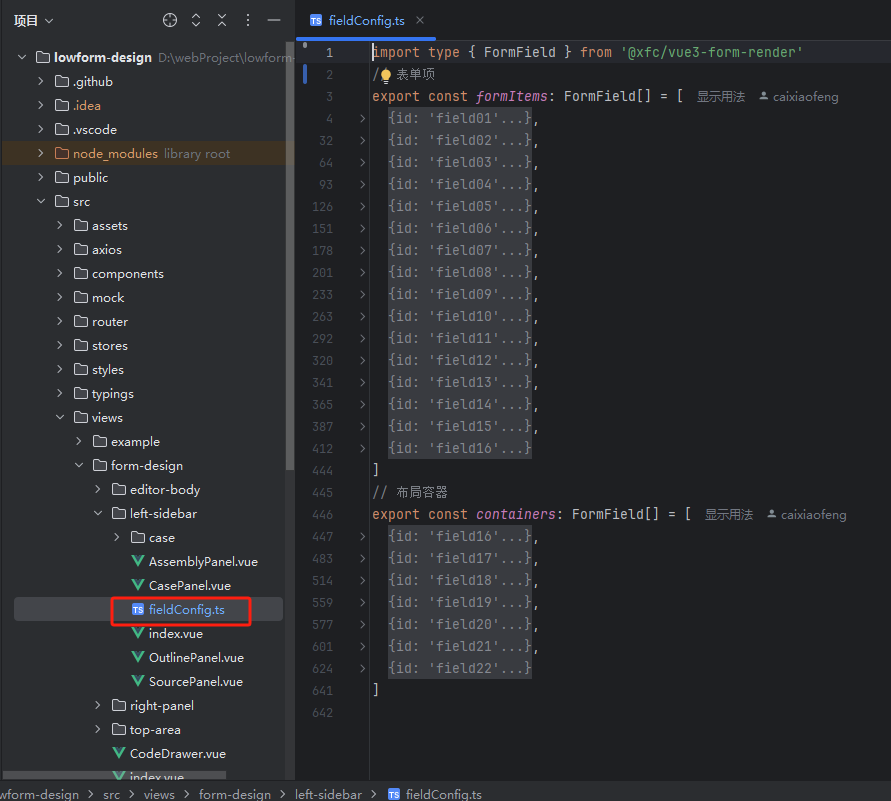 项目
lowform-design D:\webProject\lowform-
.github
.idea
.vscode
node_modules library root
public
src
assets
axios
components
mock
router
stores
styles
typings
views
example
form-design
editor-body
left-sidebar
case
AssemblyPanel.vue
CasePanel.vue
TS fieldConfig.ts
index.vue
OutlinePanel.vue
SourcePanel.vue
right-panel
top-area
CodeDrawer.vue
index.vue
TS fieldConfig.ts
1 import type { FormField } from '@xfc/vue3-form-render'
2 / 表单项
3 export const formItems: FormField[] = [ 显示用法 caixiaofeng
4 {id: 'field01'...},
32 {id: 'field02'...},
64 {id: 'field03'...},
93 {id: 'field04'...},
126 {id: 'field05'...},
151 {id: 'field06'...},
178 {id: 'field07'...},
201 {id: 'field08'...},
233 {id: 'field09'...},
263 {id: 'field10'...},
292 {id: 'field11'...},
320 {id: 'field12'...},
341 {id: 'field13'...},
365 {id: 'field14'...},
387 {id: 'field15'...},
412 {id: 'field16'...}
444 ]
445 // 布局容器
446 export const containers: FormField[] = [ 显示用法 caixiaofeng
447 {id: 'field16'...},
483 {id: 'field17'...},
514 {id: 'field18'...},
559 {id: 'field19'...},
577 {id: 'field20'...},
601 {id: 'field21'...},
624 {id: 'field22'...}
641 ]
642
wform-design > src > views > form-design > left-sidebar > TS fieldConfig.ts